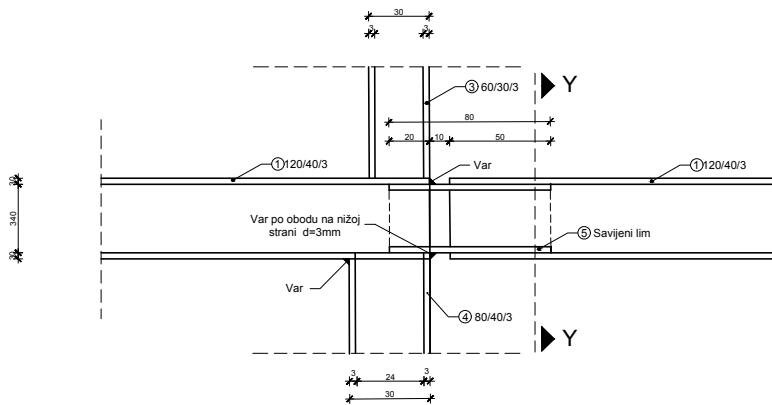 30
3
3
③ 60/30/3
Y
80
20
10
50
① 120/40/3
Var
① 120/40/3
30
340
30
Var po obodu na nižoj
strani d=3mm
⑤ Savijeni lim
Var
④ 80/40/3
Y
3
24
3
30